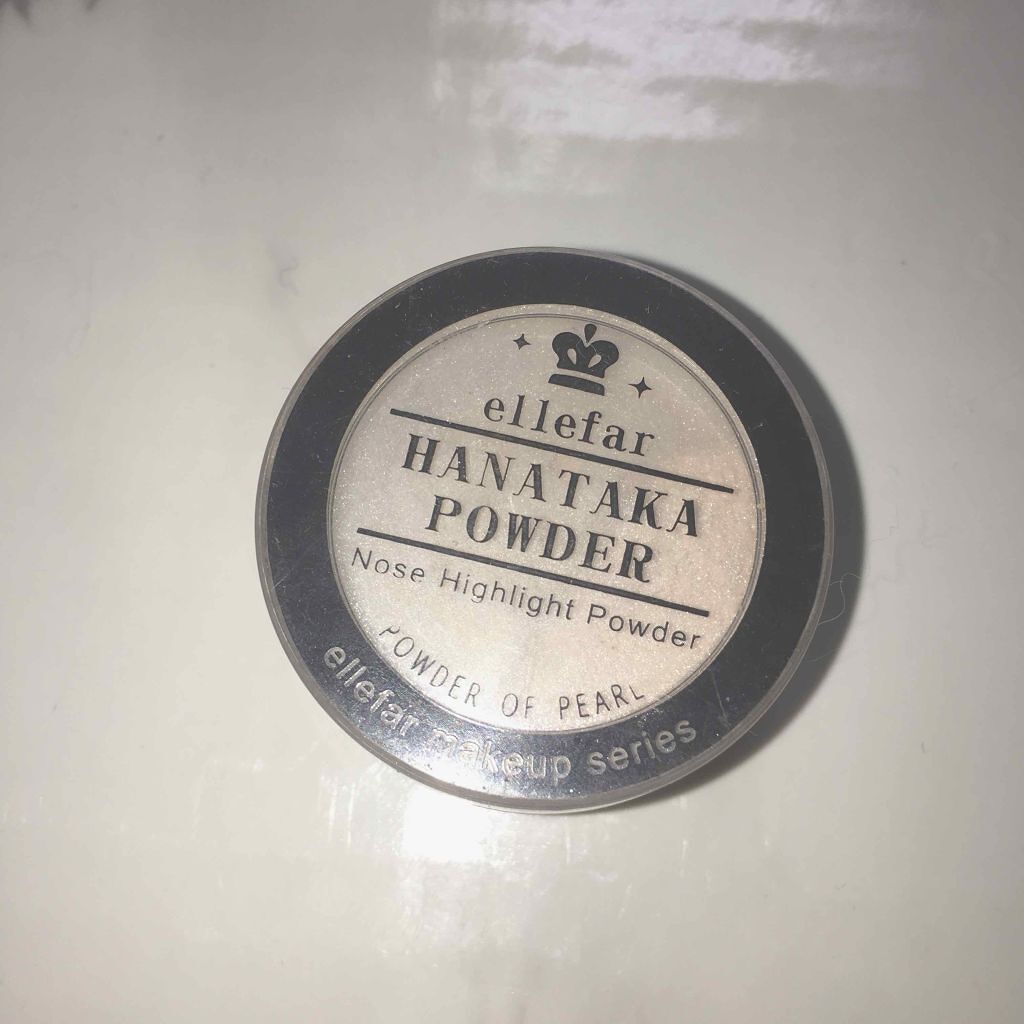 ellefar
HANATAKA
POWDER
Nose Highlight Powder
POWDER OF PEARL
ellefar makeup series